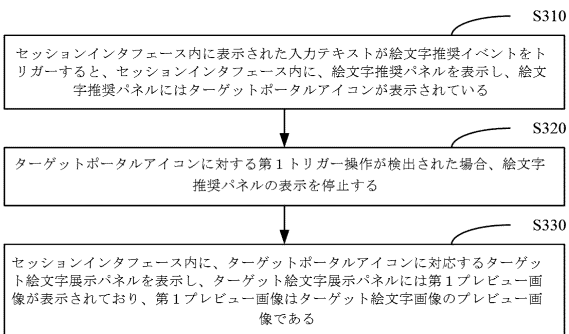 S310
セッションインタフェース内に表示された入力テキストが絵文字推奨イベントをト
リガーすると、セッションインタフェース内に、絵文字推奨パネルを表示し、絵文
字推奨パネルにはターゲットポータルアイコンが表示されている
S320
ターゲットポータルアイコンに対する第1トリガー操作が検出された場合、絵文字
推奨パネルの表示を停止する
S330
セッションインタフェース内に、ターゲットポータルアイコンに対応するターゲッ
ト絵文字展示パネルを表示し、ターゲット絵文字展示パネルには第1プレビュー画
像が表示されており、第1プレビュー画像はターゲット絵文字画像のプレビュー画
像である